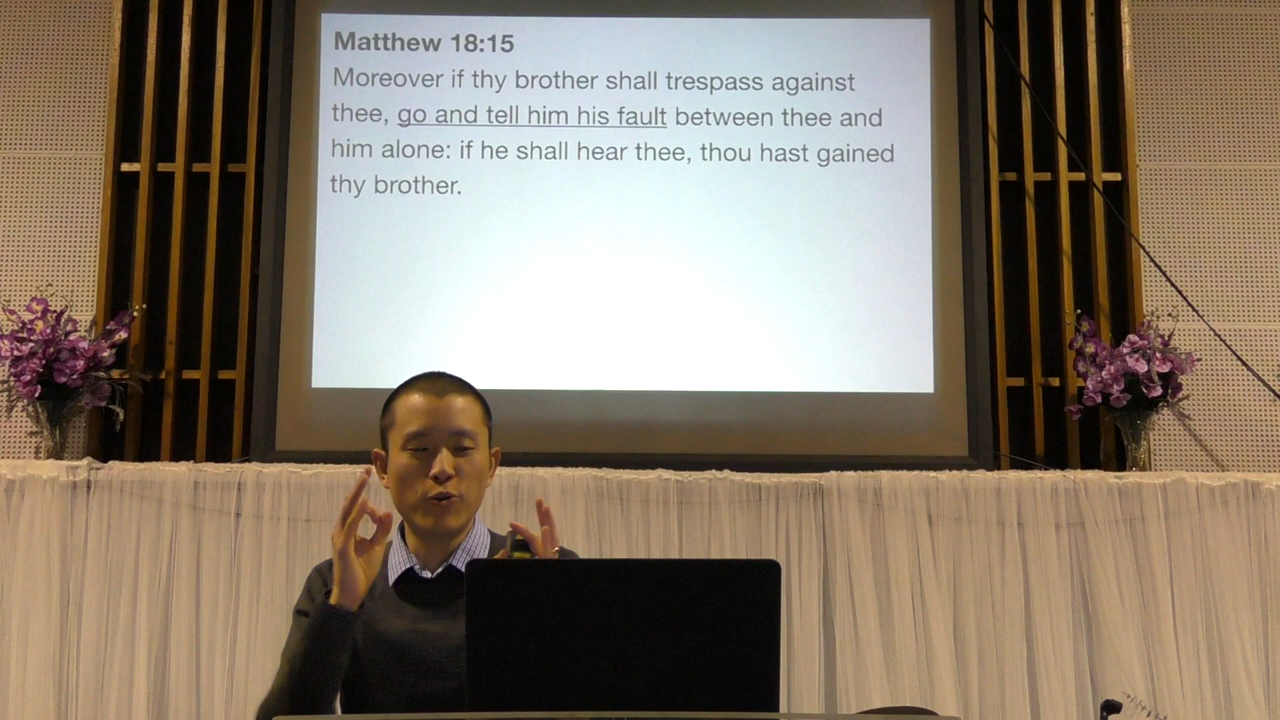 Matthew 18:15
Moreover if thy brother shall trespass against
thee, go and tell him his fault between thee and
him alone: if he shall hear thee, thou hast gained
thy brother.